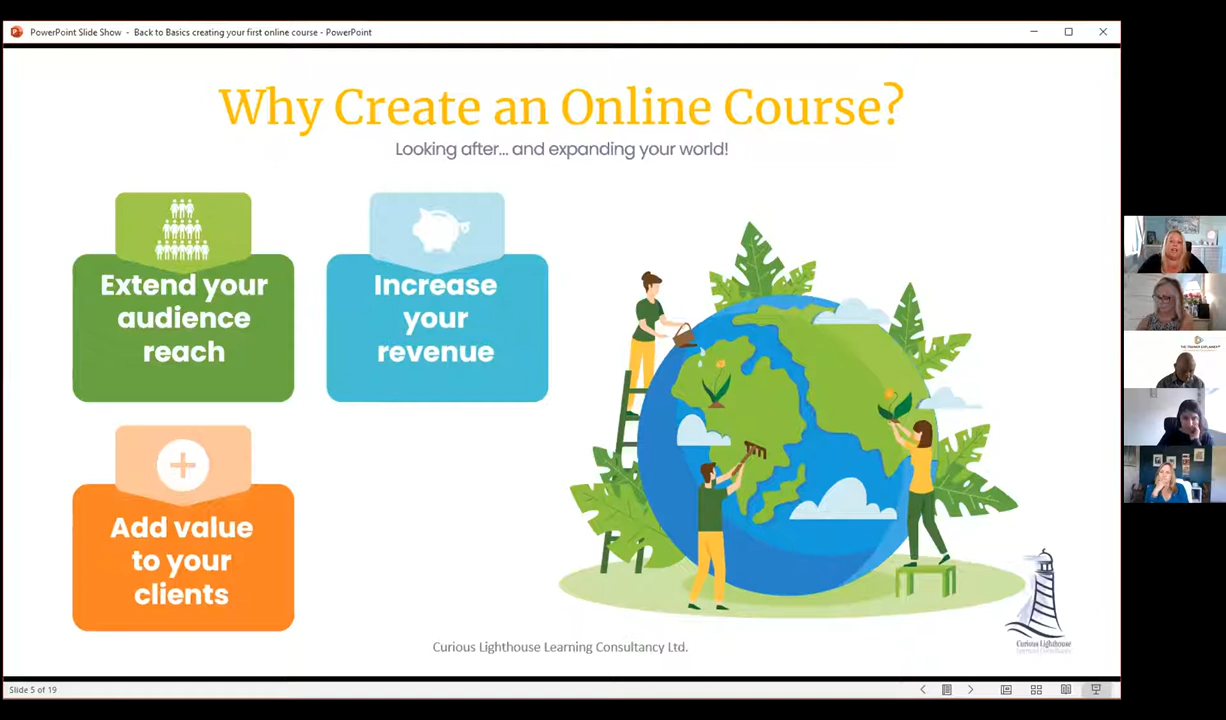 PowerPoint Slide Show - Back to Basics creating your first online course - PowerPoint
Why Create an Online Course?
Looking after... and expanding your world!
Extend your
audience
reach
Increase
your
revenue
Add value
to your
clients
Curious Lighthouse
Curious Lighthouse Learning Consultancy Ltd.
Slide 5 of 19